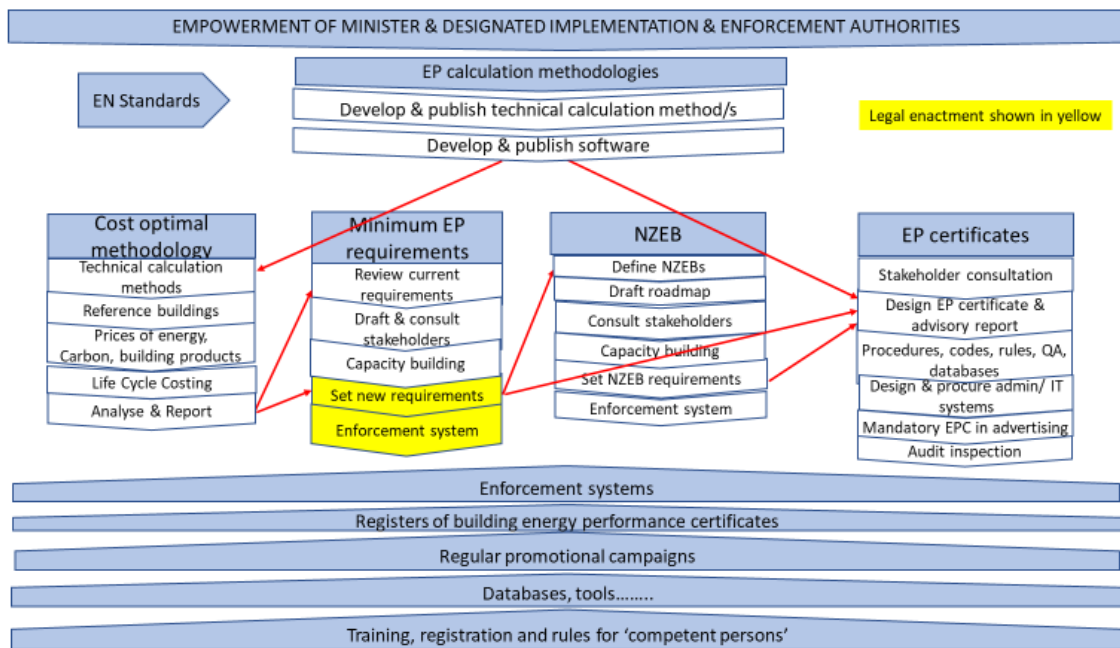 EMPOWERMENT OF MINISTER & DESIGNATED IMPLEMENTATION & ENFORCEMENT AUTHORITIES
EP calculation methodologies
EN Standards
Develop & publish technical calculation method/s
Legal enactment shown in yellow
Develop & publish software
Cost optimal
methodology
Technical calculation
methods
Reference buildings
Prices of energy,
Carbon, building products
Life Cycle Costing
Analyse & Report
Minimum EP
requirements
Review current
requirements
Draft & consult
stakeholders
Capacity building
Set new requirements
Enforcement system
NZEB
Define NZEBs
Draft roadmap
Consult stakeholders
Capacity building
Set NZEB requirements
Enforcement system
EP certificates
Stakeholder consultation
Design EP certificate &
advisory report
Procedures, codes, rules, QA,
databases
Design & procure admin/ IT
systems
Mandatory EPC in advertising
Audit inspection
Enforcement systems
Registers of building energy performance certificates
Regular promotional campaigns
Databases, tools........
Training, registration and rules for ‘competent persons’